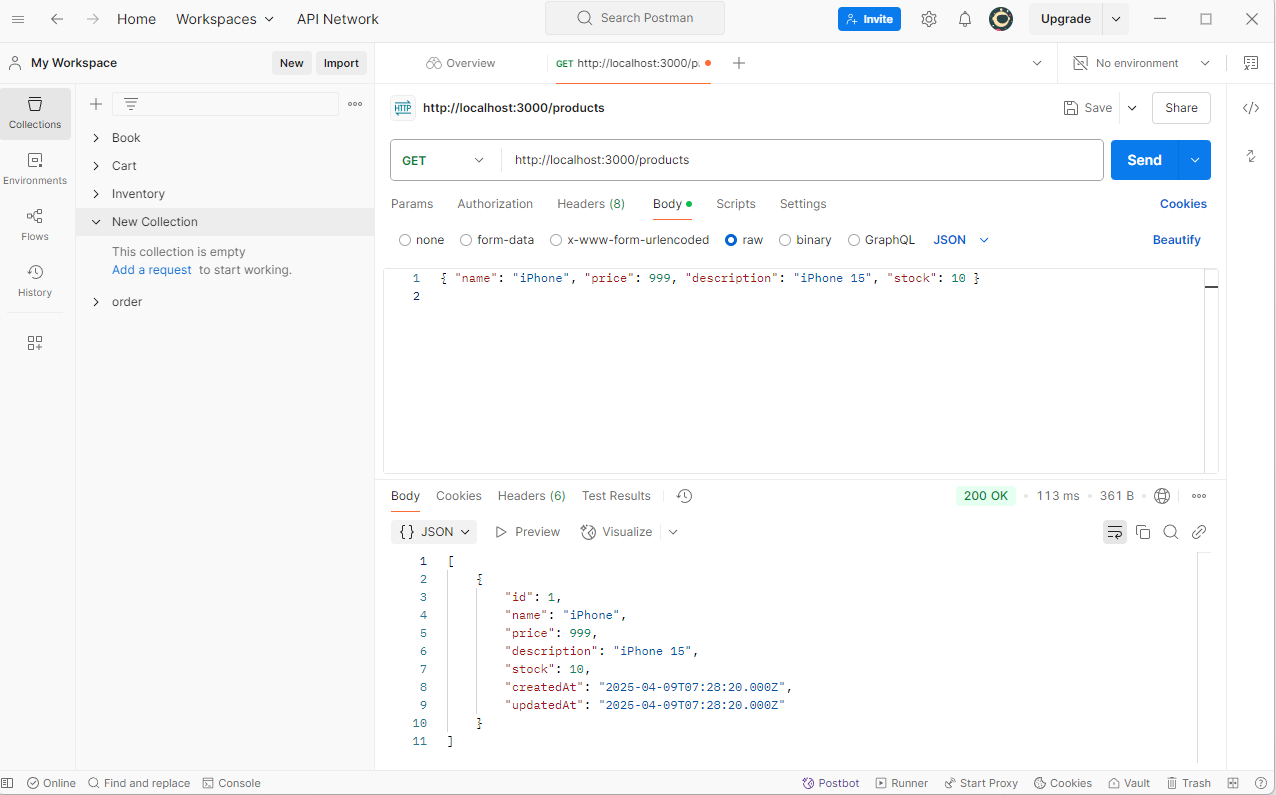 Home Workspaces API Network Search Postman Invite Upgrade
My Workspace New Import Overview GET http://localhost:3000/p No environment
Collections
Environments
Flows
History
Book
Cart
Inventory
New Collection
This collection is empty
Add a request to start working.
order
HTTP http://localhost:3000/products Save Share
GET http://localhost:3000/products Send
Params Authorization Headers (8) Body Scripts Settings Cookies
none form-data x-www-form-urlencoded raw binary GraphQL JSON Beautify
1 { "name": "iPhone", "price": 999, "description": "iPhone 15", "stock": 10 }
2
Body Cookies Headers (6) Test Results 200 OK 113 ms 361 B
{} JSON Preview Visualize
1 [
2 {
3 "id": 1,
4 "name": "iPhone",
5 "price": 999,
6 "description": "iPhone 15",
7 "stock": 10,
8 "createdAt": "2025-04-09T07:28:20.000Z",
9 "updatedAt": "2025-04-09T07:28:20.000Z"
10 }
11 ]
Online Find and replace Console Postbot Runner Start Proxy Cookies Vault Trash